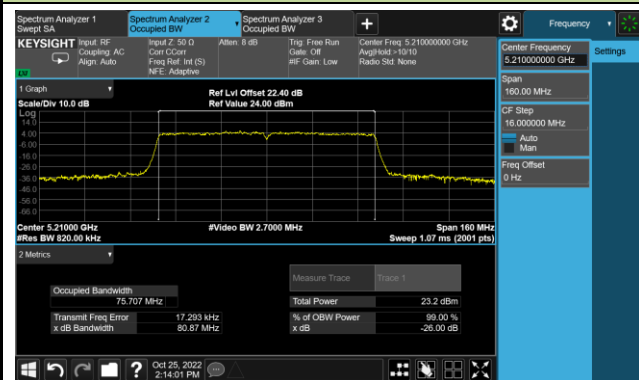 Spectrum Analyzer 1
Swept SA
Spectrum Analyzer 2
Occupied BW
Spectrum Analyzer 3
Occupied BW
+
Frequency
KEYSIGHT
Input: RF
Coupling: AC
Align: Auto
Input Z: 50 Ω
Corr CCorr
Freq Ref: Int (S)
NFE: Adaptive
Atten: 8 dB
Trig: Free Run
Gate: Off
#IF Gain: Low
Center Freq: 5.210000000 GHz
Avg|Hold:>10/10
Radio Std: None
Center Frequency
5.210000000 GHz
Settings
Span
160.00 MHz
CF Step
16.000000 MHz
Auto
Man
Freq Offset
0 Hz
1 Graph
Scale/Div 10.0 dB
Ref Lvl Offset 22.40 dB
Ref Value 24.00 dBm
Log
14.0
4.00
-6.00
-16.0
-26.0
-36.0
-46.0
-56.0
-66.0
Center 5.21000 GHz
#Res BW 820.00 kHz
#Video BW 2.7000 MHz
Span 160 MHz
Sweep 1.07 ms (2001 pts)
2 Metrics
Measure Trace
Trace 1
Occupied Bandwidth
75.707 MHz
Total Power
23.2 dBm
Transmit Freq Error
17.293 kHz
% of OBW Power
99.00 %
x dB Bandwidth
80.87 MHz
x dB
-26.00 dB
?
Oct 25, 2022
2:14:01 PM